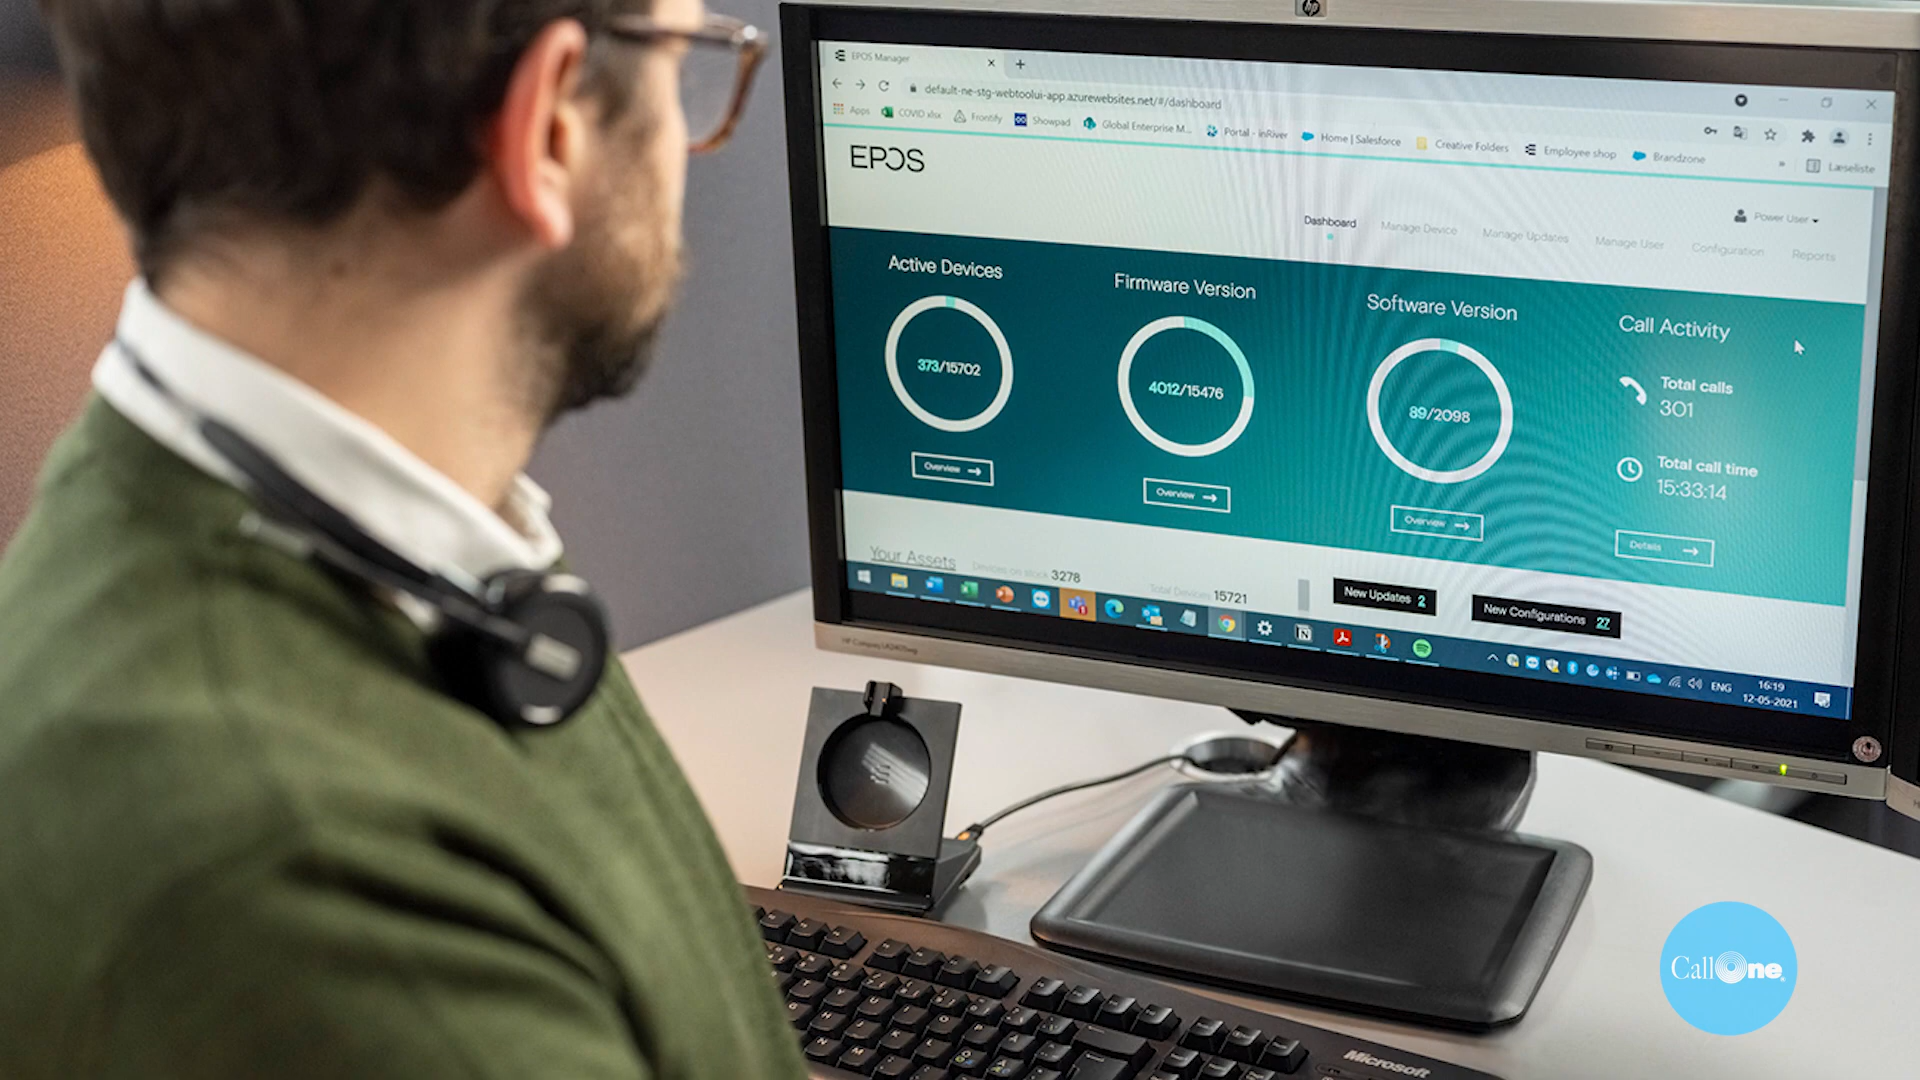 hp
EPOS Manager
default-ne-stg-webtoolui-app.azurewebsites.net/#/dashboard
Apps COVID xlsx Frontify Showpad Global Enterprise M... Portal - inRiver Home | Salesforce Creative Folders Employee shop Brandzone » Læseliste
EPOS
Power User
Dashboard Manage Device Manage Updates Manage User Configuration Reports
Active Devices
373/15702
Overview
Firmware Version
4012/15476
Overview
Software Version
89/2098
Overview
Call Activity
Total calls
301
Total call time
15:33:14
Details
Your Assets Devices on stock 3278 Total Devices 15721
New Updates 2
New Configurations 27
ENG
16:19
12-05-2021
HP Compaq LA2405wg
CallOne
Microsoft